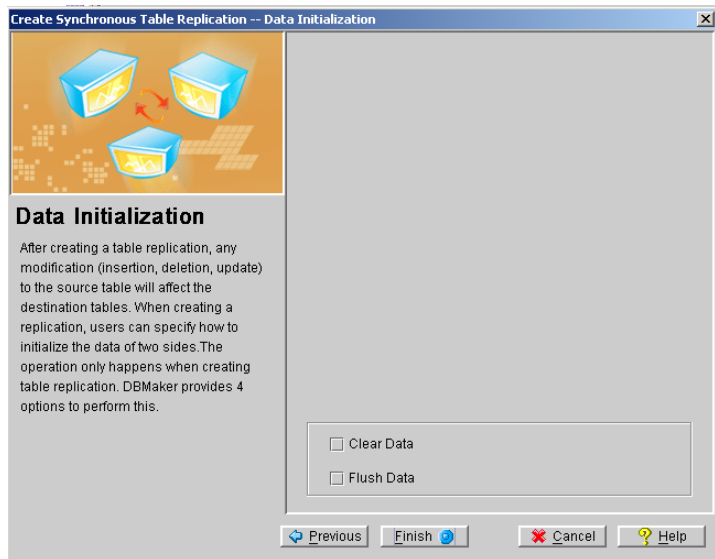 Create Synchronous Table Replication -- Data Initialization
Data Initialization
After creating a table replication, any
modification (insertion, deletion, update)
to the source table will affect the
destination tables. When creating a
replication, users can specify how to
initialize the data of two sides.The
operation only happens when creating
table replication. DBMaker provides 4
options to perform this.
Clear Data
Flush Data
Previous Finish Cancel Help